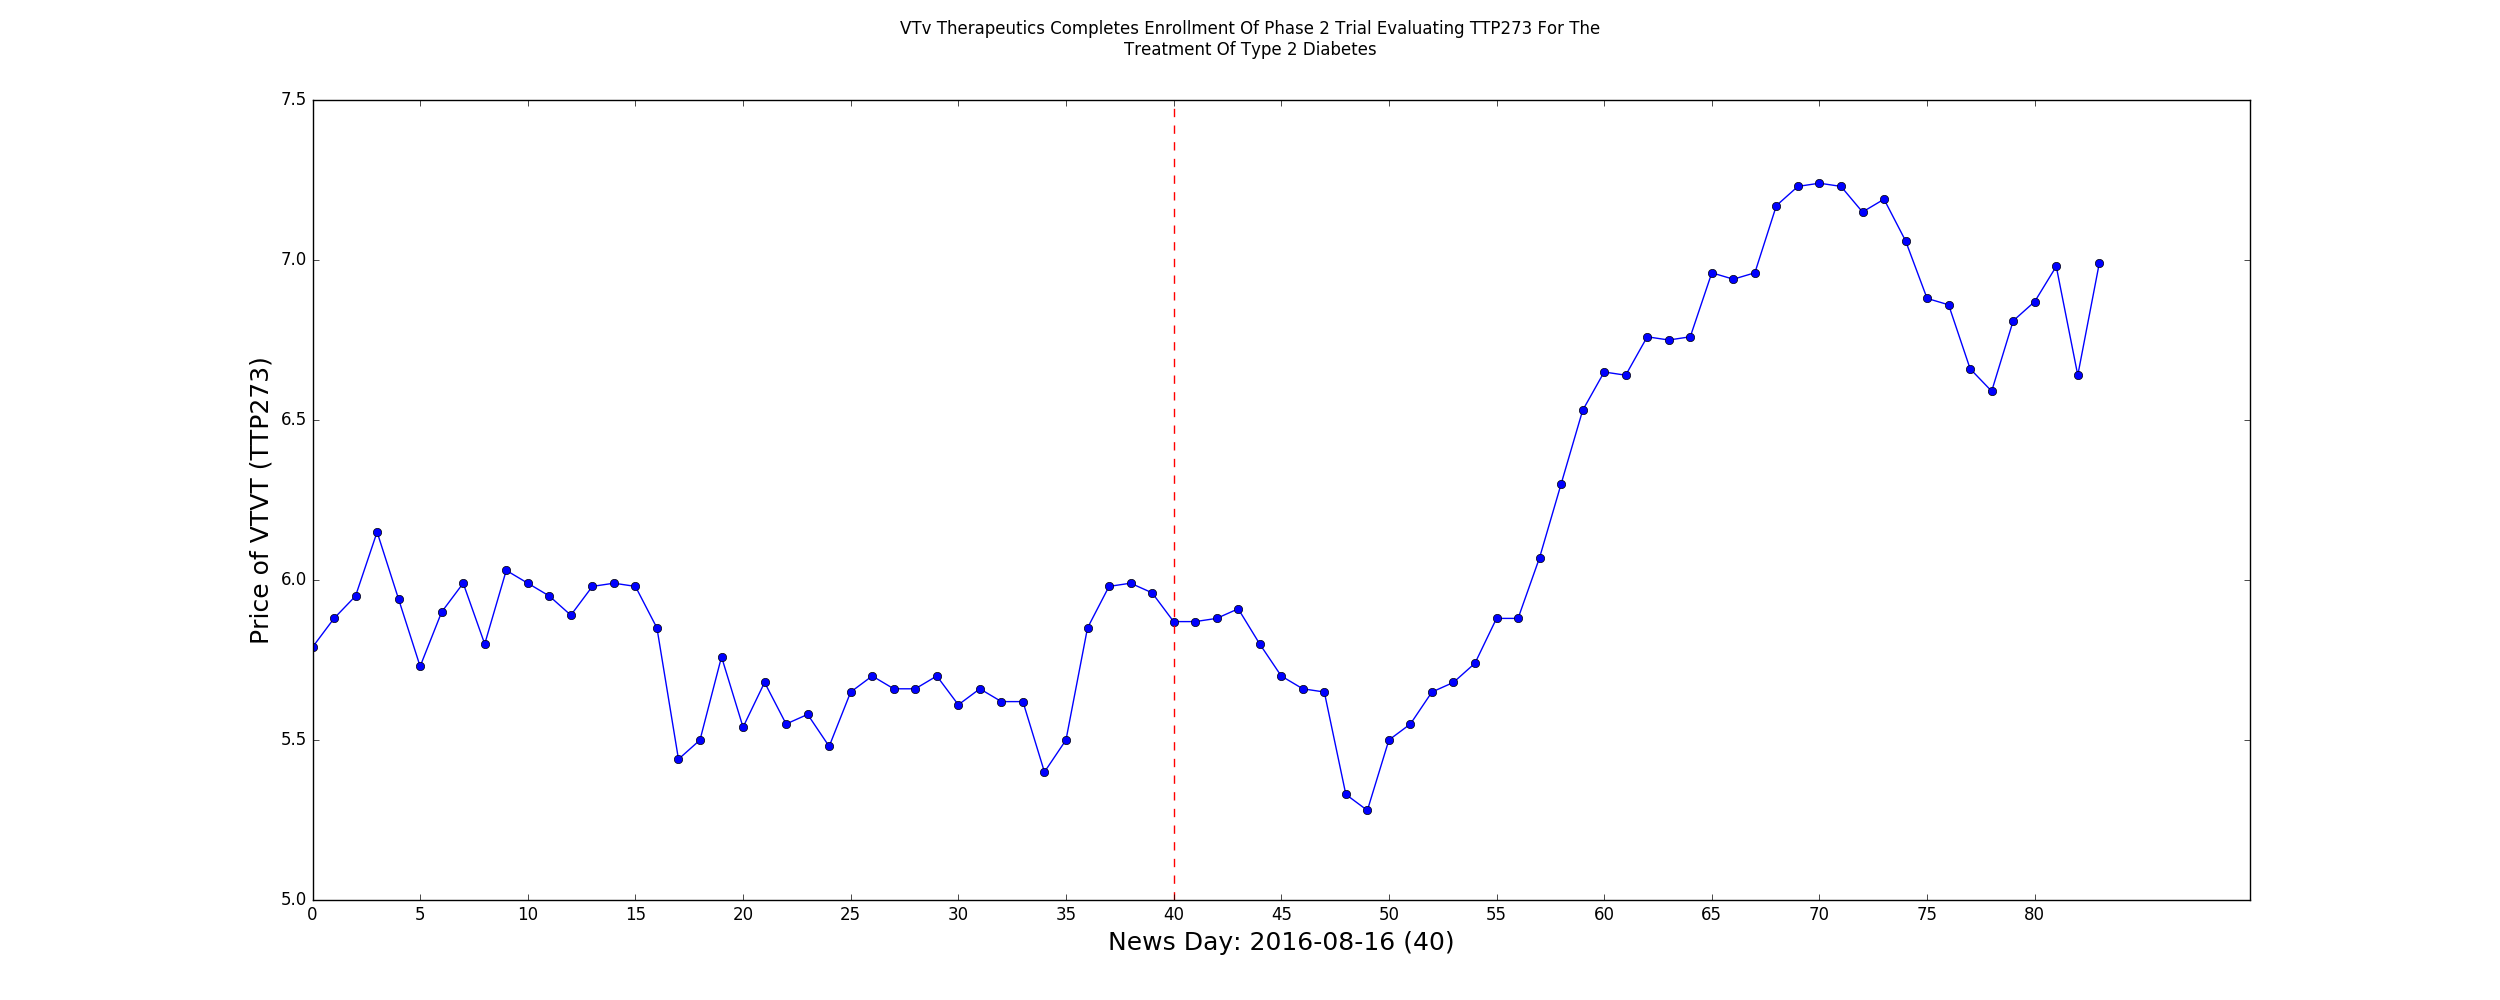 VTv Therapeutics Completes Enrollment Of Phase 2 Trial Evaluating TTP273 For The
Treatment Of Type 2 Diabetes
7.5
7.0
6.5
6.0
5.5
5.0
Price of VTVT (TTP273)
0 5 10 15 20 25 30 35 40 45 50 55 60 65 70 75 80
News Day: 2016-08-16 (40)